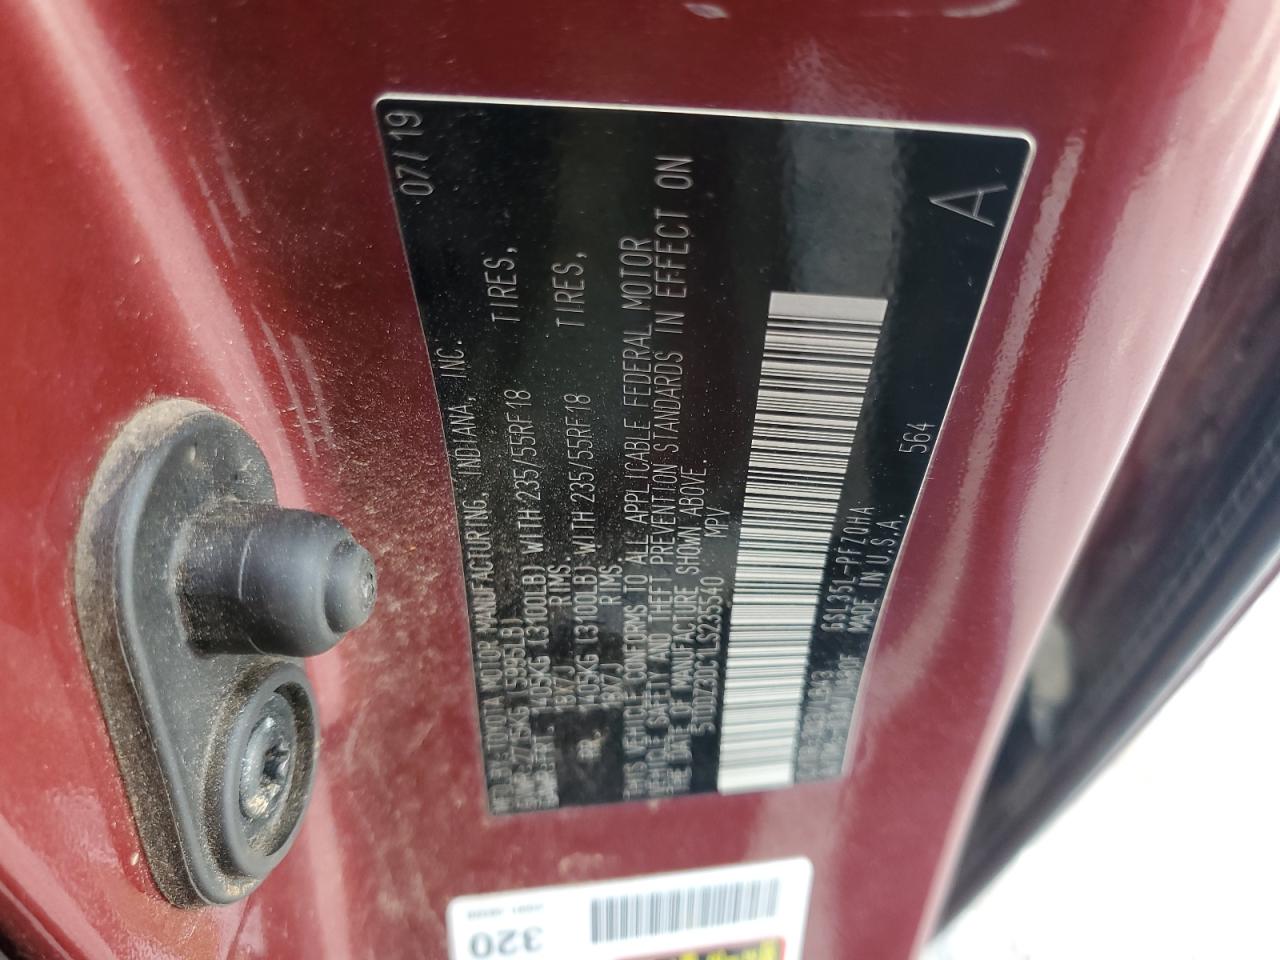 MFD.BY: TOYOTA MOTOR MANUFACTURING, INDIANA, INC. 07/19
GVWR:2715KG (5995LB)
GAWR:FRT. 1405KG (3100LB) WITH 235/55RF18 TIRES,
18X7J RIMS.
RR. 1405KG (3100LB) WITH 235/55RF18 TIRES,
18X7J RIMS.
THIS VEHICLE CONFORMS TO ALL APPLICABLE FEDERAL MOTOR
VEHICLE SAFETY AND THEFT PREVENTION STANDARDS IN EFFECT ON
THE DATE OF MANUFACTURE SHOWN ABOVE.
MPV
564
GSL35L-PFZQHA
MADE IN U.S.A.
A
320